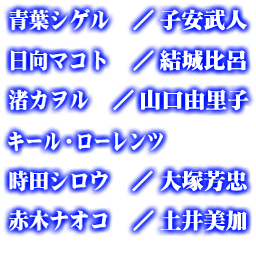 青葉シゲル ／子安武人
日向マコト ／結城比呂
渚カヲル ／山口由里子
キール・ローレンツ
時田シロウ ／大塚芳忠
赤木ナオコ ／土井美加